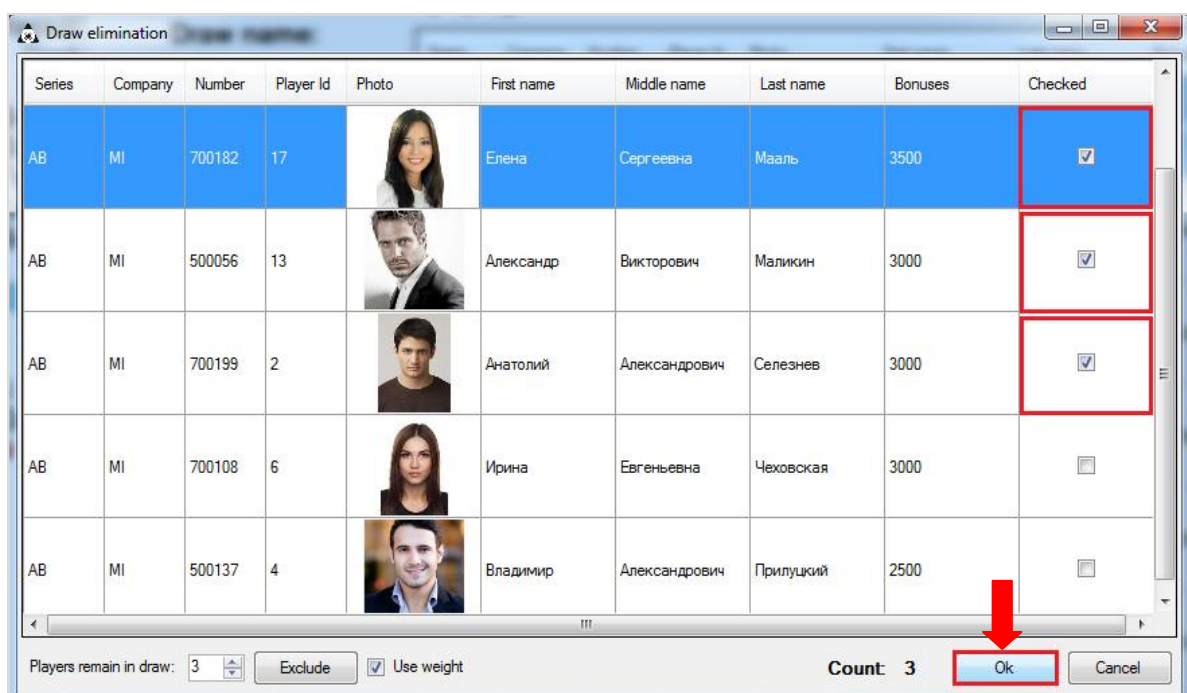 Draw elimination
Series Company Number Player Id Photo First name Middle name Last name Bonuses Checked
AB MI 700182 17 Елена Сергеевна Мааль 3500
AB MI 500056 13 Александр Викторович Маликин 3000
AB MI 700199 2 Анатолий Александрович Селезнев 3000
AB MI 700108 6 Ирина Евгеньевна Чеховская 3000
AB MI 500137 4 Владимир Александрович Прилуцкий 2500
Players remain in draw: 3 Exclude Use weight Count: 3 Ok Cancel